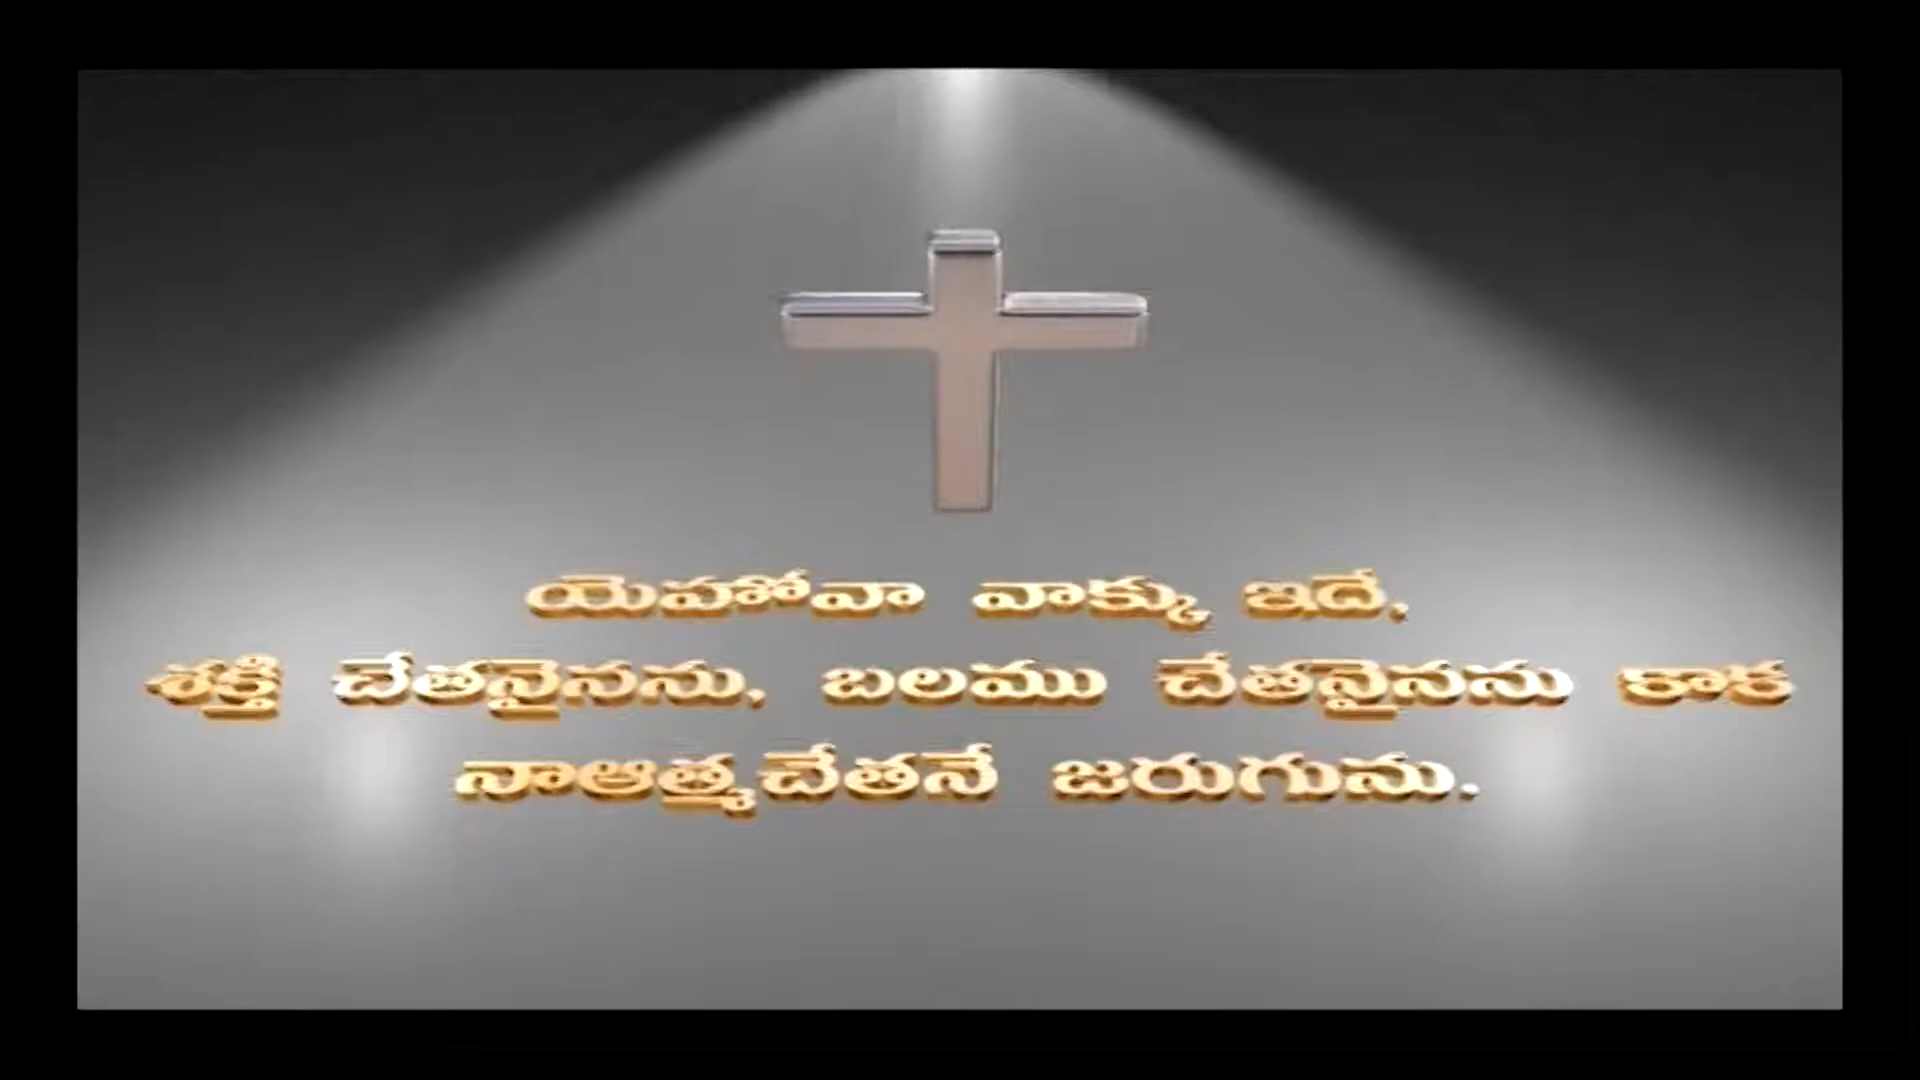 యెహోవా వాక్కు ఇదే,
శక్తి చేతనైనను, బలము చేతనైనను కాక
నాఆత్మచేతనే జరుగును.